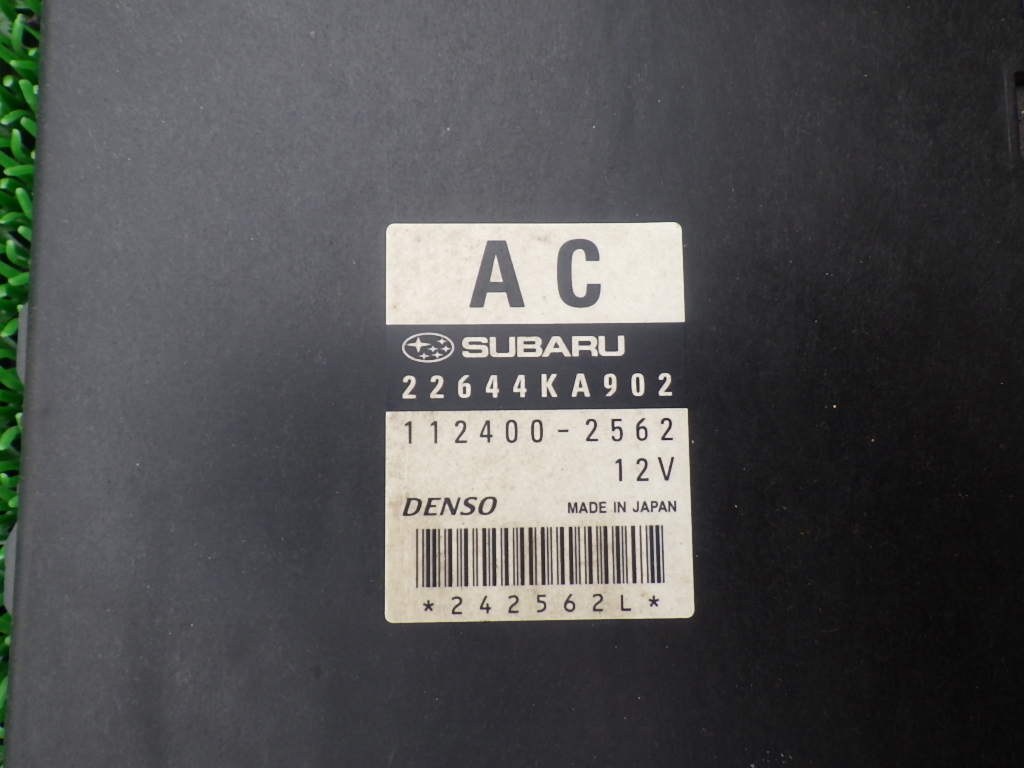 AC
SUBARU
22644KA902
112400-2562
12V
DENSO MADE IN JAPAN
*242562L*